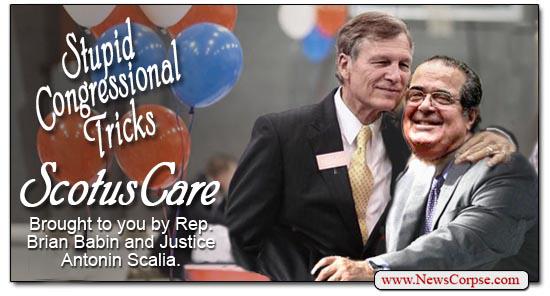 Stupid
Congressional
Tricks
ScotusCare
Brought to you by Rep.
Brian Babin and Justice
Antonin Scalia.
www.NewsCorpse.com